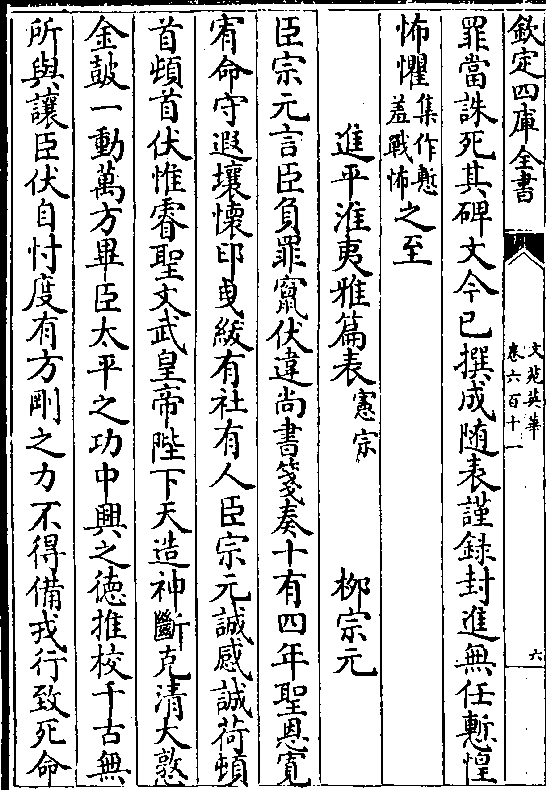 欽定四庫全書
文苑英華
卷六百十一
六
罪當誅死其碑文今已撰成随表謹録封進無任慙惶
怖懼集作慙羞戰怖之至
進平淮夷雅篇表憲宗 柳宗元
臣宗元言臣負罪竄伏違尚書箋奏十有四年聖恩寛
宥命守遐壤懐印曳紱有社有人臣宗元誠感誠荷頓
首頓首伏惟睿聖文武皇帝陛下天造神斷克清大憝
金鼓一動萬方畢臣太平之功中興之徳推校千古無
所與讓臣伏自忖度有方剛之力不得備戎行致死命